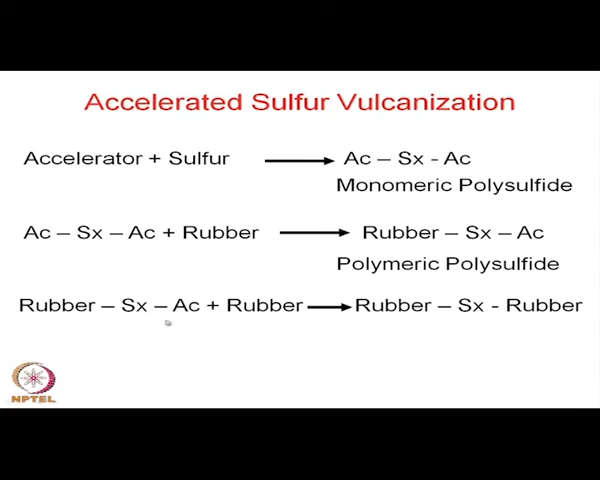 Accelerated Sulfur Vulcanization
Accelerator + Sulfur ⟶ Ac – Sx - Ac
Monomeric Polysulfide
Ac – Sx – Ac + Rubber ⟶ Rubber – Sx – Ac
Polymeric Polysulfide
Rubber – Sx – Ac + Rubber ⟶ Rubber – Sx - Rubber
NPTEL